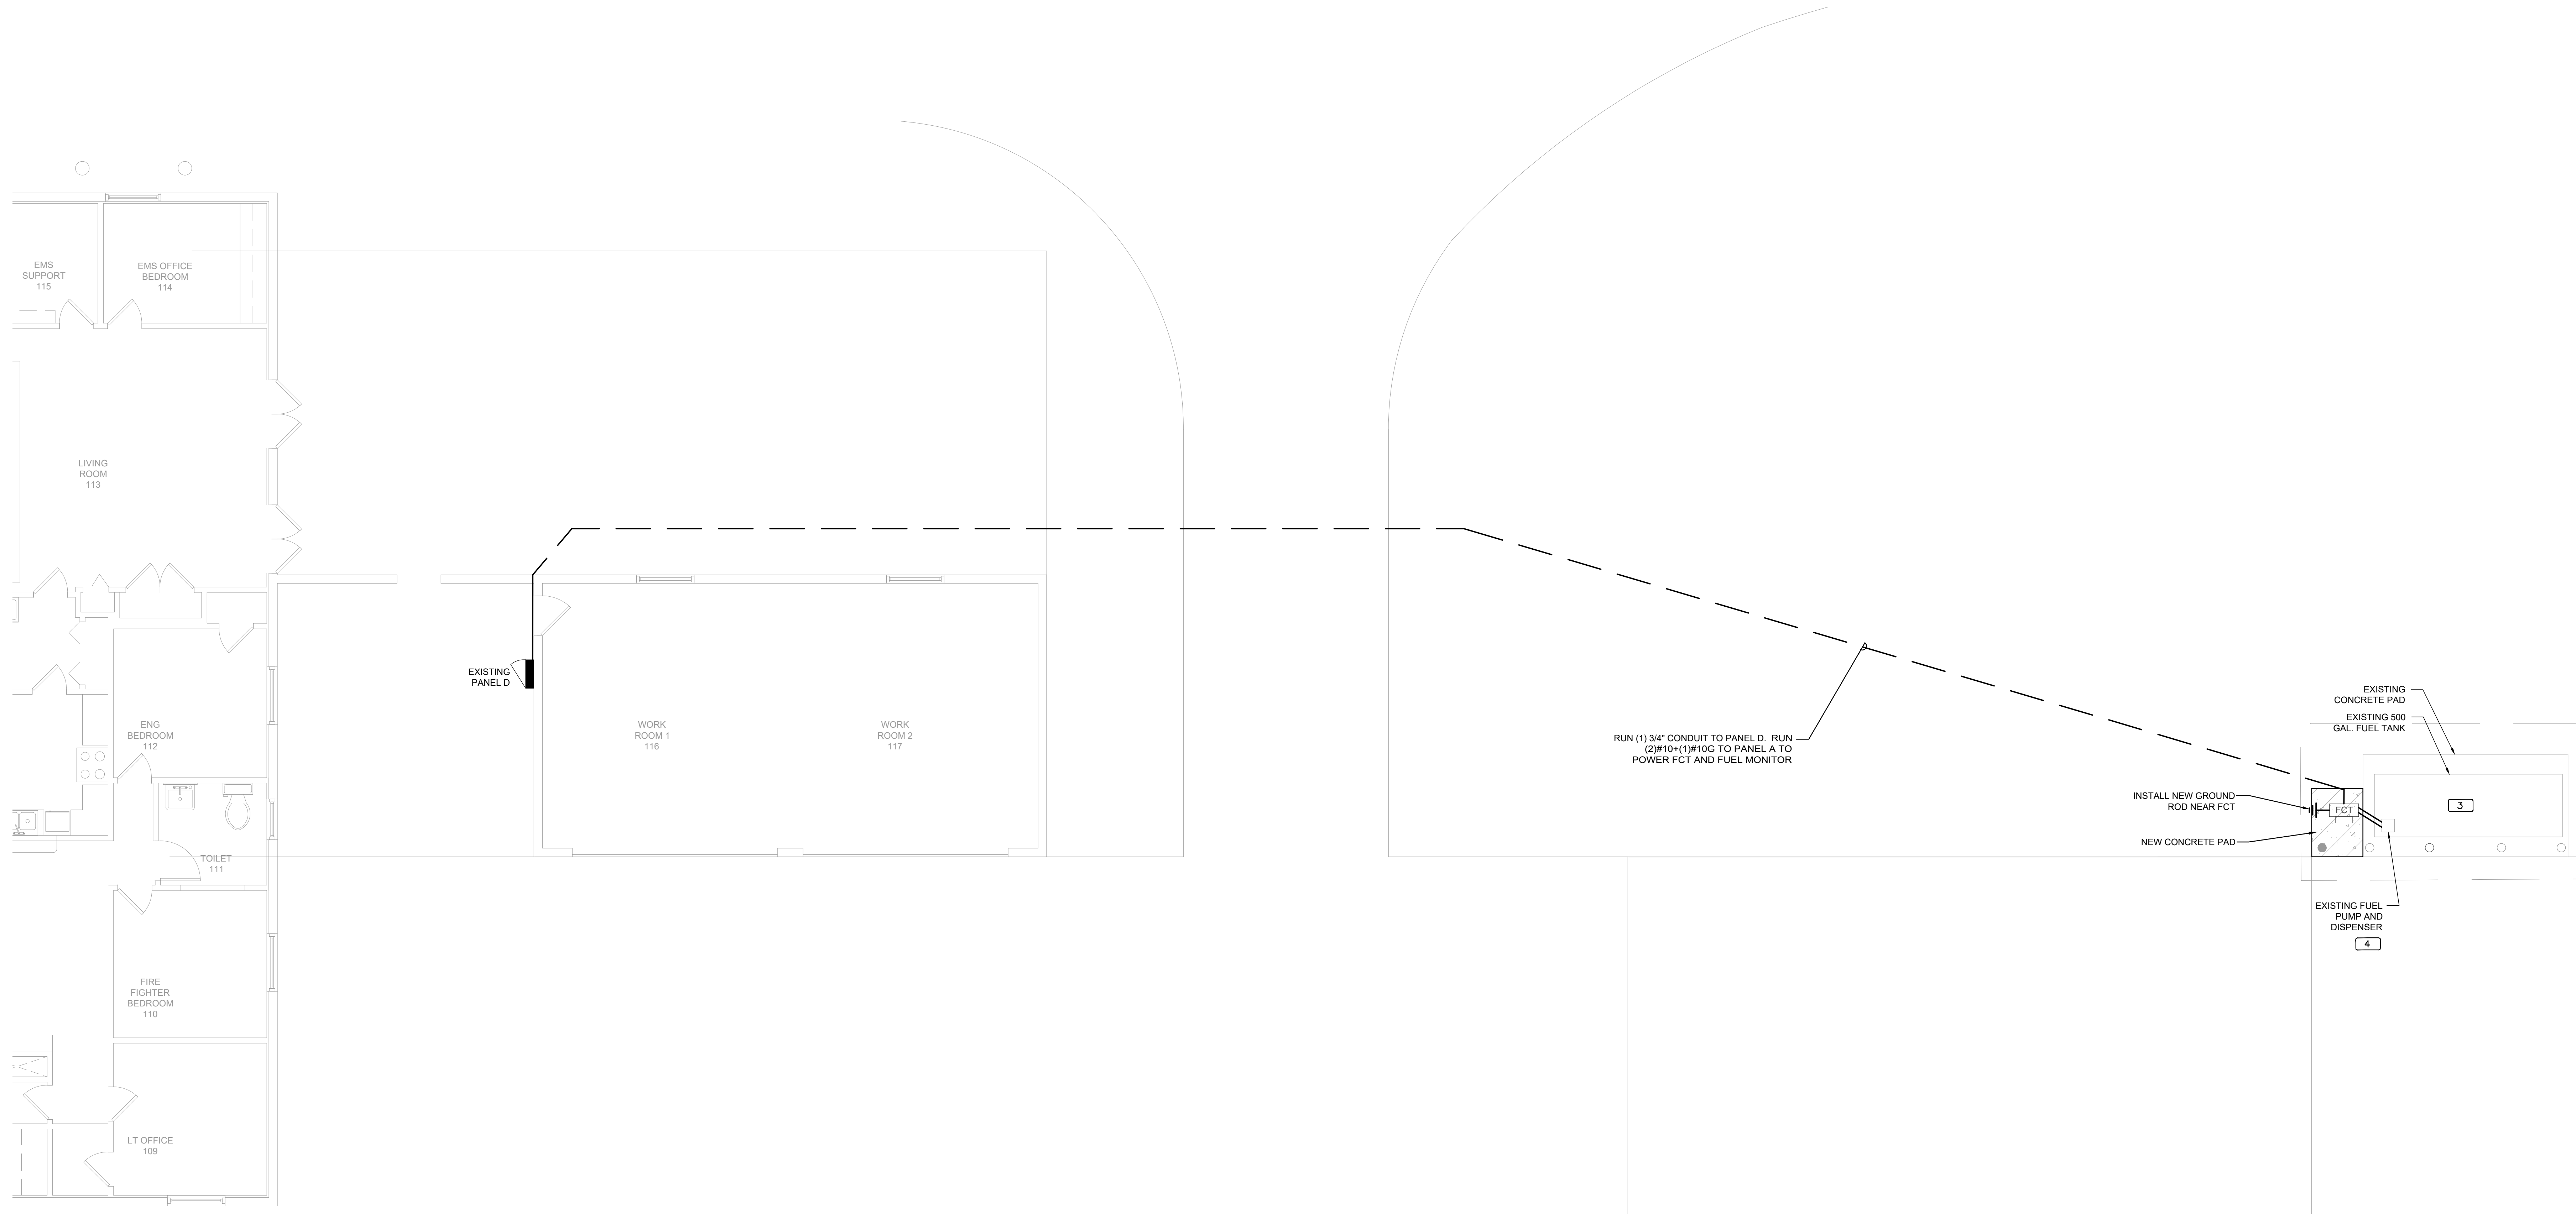 EMS
SUPPORT
115
EMS OFFICE
BEDROOM
114
LIVING
ROOM
113
EXISTING
PANEL D
ENG
BEDROOM
112
WORK
ROOM 1
116
WORK
ROOM 2
117
RUN (1) 3/4" CONDUIT TO PANEL D.  RUN
(2)#10+(1)#10G TO PANEL A TO
POWER FCT AND FUEL MONITOR
EXISTING
CONCRETE PAD
EXISTING 500
GAL. FUEL TANK
3
INSTALL NEW GROUND
ROD NEAR FCT
FCT
NEW CONCRETE PAD
TOILET
111
EXISTING FUEL
PUMP AND
DISPENSER
4
FIRE
FIGHTER
BEDROOM
110
LT OFFICE
109